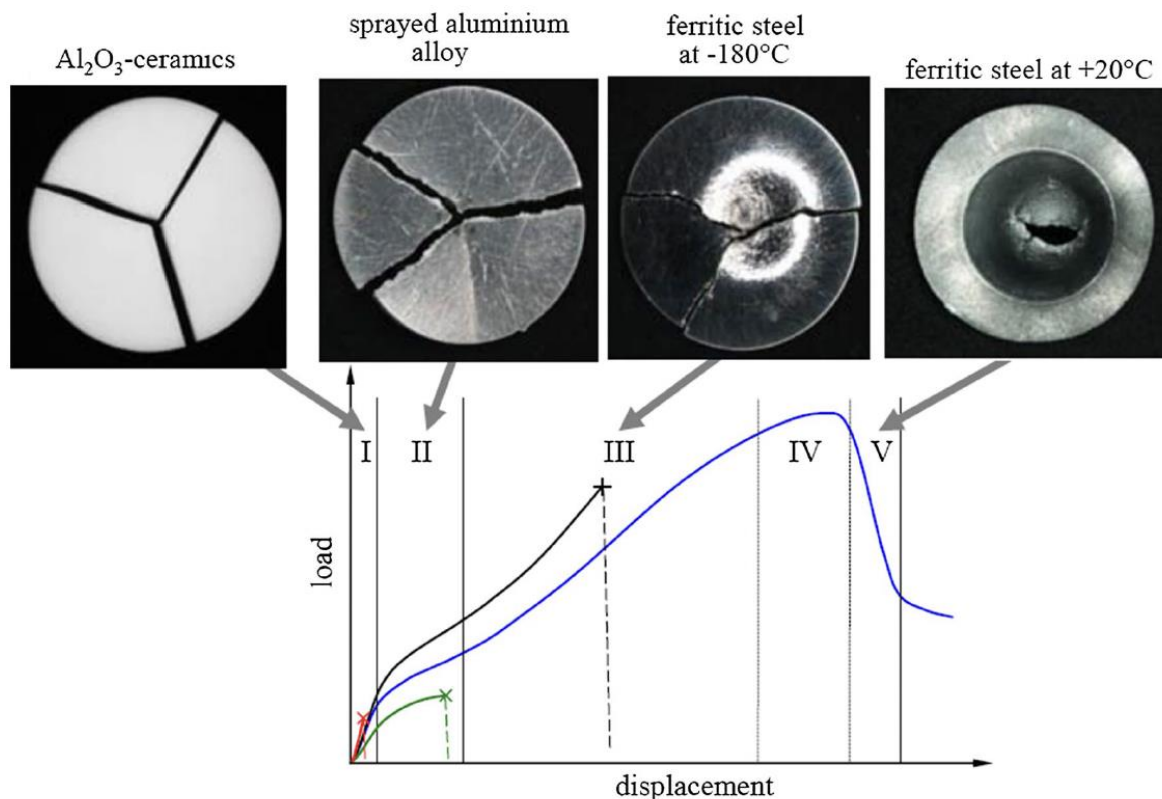 Al₂O₃-ceramics
sprayed aluminium
alloy
ferritic steel
at -180°C
ferritic steel at +20°C
I
II
III
IV
V
load
displacement